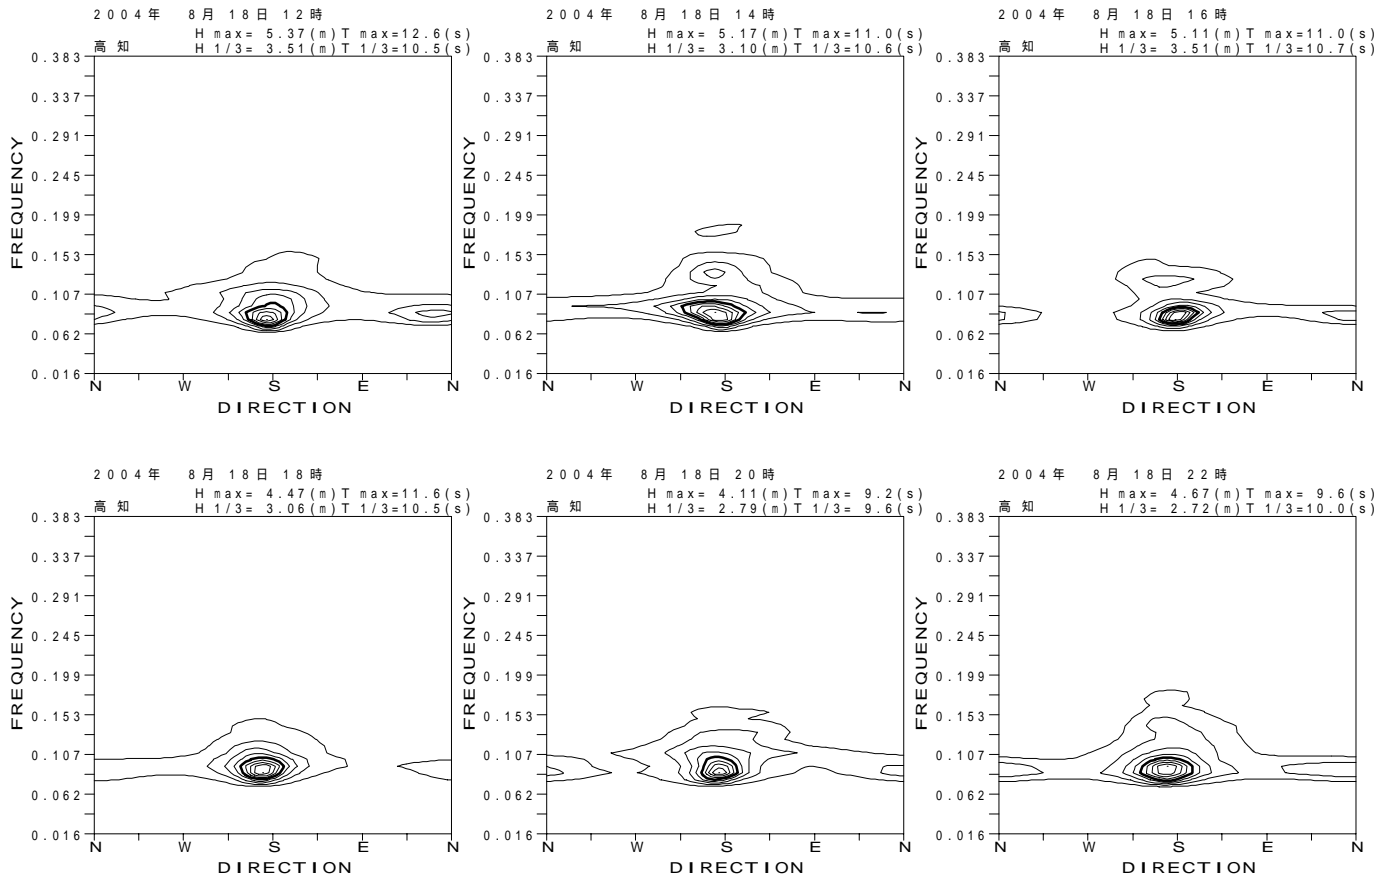 2004年 8月 18日 12時
H max= 5.37(m) T max=12.6(s)
高知 H 1/3= 3.51(m) T 1/3=10.5(s)
0.383
0.337
0.291
0.245
0.199
0.153
0.107
0.062
0.016
FREQUENCY
N W S E N
DIRECTION
2004年 8月 18日 14時
H max= 5.17(m) T max=11.0(s)
高知 H 1/3= 3.10(m) T 1/3=10.6(s)
0.383
0.337
0.291
0.245
0.199
0.153
0.107
0.062
0.016
FREQUENCY
N W S E N
DIRECTION
2004年 8月 18日 16時
H max= 5.11(m) T max=11.0(s)
高知 H 1/3= 3.51(m) T 1/3=10.7(s)
0.383
0.337
0.291
0.245
0.199
0.153
0.107
0.062
0.016
FREQUENCY
N W S E N
DIRECTION
2004年 8月 18日 18時
H max= 4.47(m) T max=11.6(s)
高知 H 1/3= 3.06(m) T 1/3=10.5(s)
0.383
0.337
0.291
0.245
0.199
0.153
0.107
0.062
0.016
FREQUENCY
N W S E N
DIRECTION
2004年 8月 18日 20時
H max= 4.11(m) T max= 9.2(s)
高知 H 1/3= 2.79(m) T 1/3= 9.6(s)
0.383
0.337
0.291
0.245
0.199
0.153
0.107
0.062
0.016
FREQUENCY
N W S E N
DIRECTION
2004年 8月 18日 22時
H max= 4.67(m) T max= 9.6(s)
高知 H 1/3= 2.72(m) T 1/3=10.0(s)
0.383
0.337
0.291
0.245
0.199
0.153
0.107
0.062
0.016
FREQUENCY
N W S E N
DIRECTION